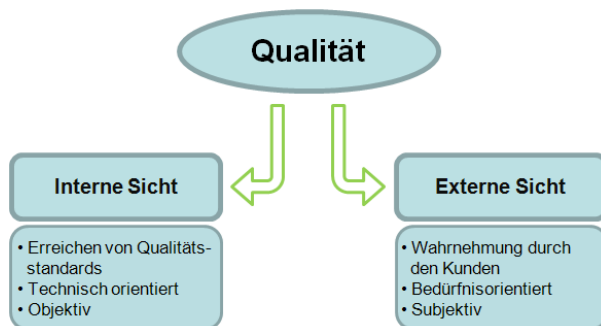 Qualität
Interne Sicht
• Erreichen von Qualitäts-
standards
• Technisch orientiert
• Objektiv
Externe Sicht
• Wahrnehmung durch
den Kunden
• Bedürfnisorientiert
• Subjektiv